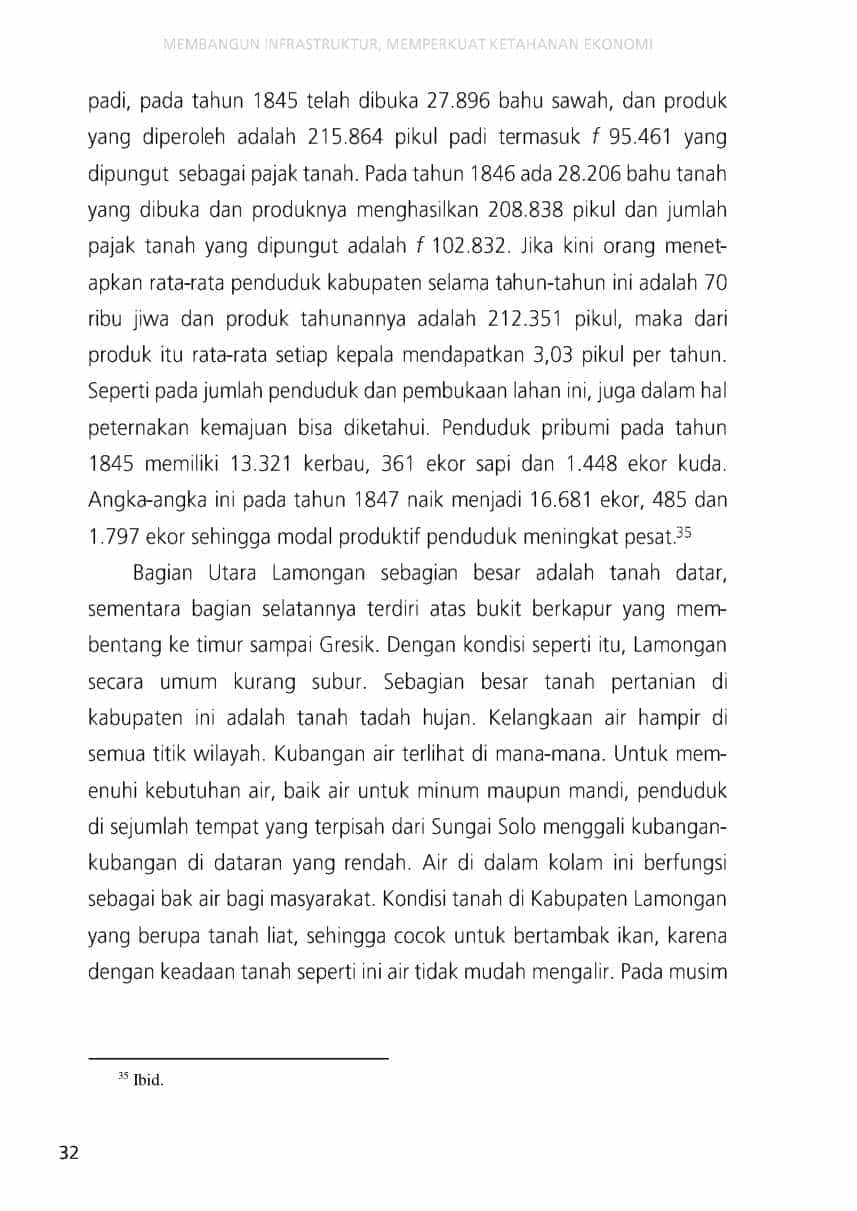 MEMBANGUN INFRASTRUKTUR, MEMPERKUAT KETAHANAN EKONOMI
padi, pada tahun 1845 telah dibuka 27.896 bahu sawah, dan produk
yang diperoleh adalah 215.864 pikul padi termasuk f 95.461 yang
dipungut sebagai pajak tanah. Pada tahun 1846 ada 28.206 bahu tanah
yang dibuka dan produknya menghasilkan 208.838 pikul dan jumlah
pajak tanah yang dipungut adalah f 102.832. Jika kini orang menet-
apkan rata-rata penduduk kabupaten selama tahun-tahun ini adalah 70
ribu jiwa dan produk tahunannya adalah 212.351 pikul, maka dari
produk itu rata-rata setiap kepala mendapatkan 3,03 pikul per tahun.
Seperti pada jumlah penduduk dan pembukaan lahan ini, juga dalam hal
peternakan kemajuan bisa diketahui. Penduduk pribumi pada tahun
1845 memiliki 13.321 kerbau, 361 ekor sapi dan 1.448 ekor kuda.
Angka-angka ini pada tahun 1847 naik menjadi 16.681 ekor, 485 dan
1.797 ekor sehingga modal produktif penduduk meningkat pesat.35
Bagian Utara Lamongan sebagian besar adalah tanah datar,
sementara bagian selatannya terdiri atas bukit berkapur yang mem-
bentang ke timur sampai Gresik. Dengan kondisi seperti itu, Lamongan
secara umum kurang subur. Sebagian besar tanah pertanian di
kabupaten ini adalah tanah tadah hujan. Kelangkaan air hampir di
semua titik wilayah. Kubangan air terlihat di mana-mana. Untuk mem-
enuhi kebutuhan air, baik air untuk minum maupun mandi, penduduk
di sejumlah tempat yang terpisah dari Sungai Solo menggali kubangan-
kubangan di dataran yang rendah. Air di dalam kolam ini berfungsi
sebagai bak air bagi masyarakat. Kondisi tanah di Kabupaten Lamongan
yang berupa tanah liat, sehingga cocok untuk bertambak ikan, karena
dengan keadaan tanah seperti ini air tidak mudah mengalir. Pada musim
35 Ibid.
32